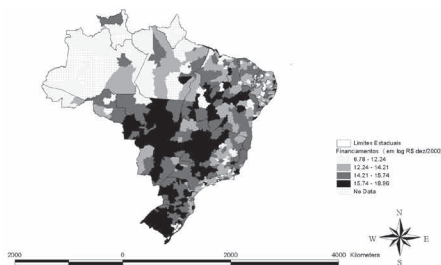 Limites Estaduais
Financiamentos (em log R$ dez/2000)
6.78 - 12.24
12.24 - 14.21
14.21 - 15.74
15.74 - 18.96
No Data
N
W E
S
2000 0 2000 4000 Kilometers